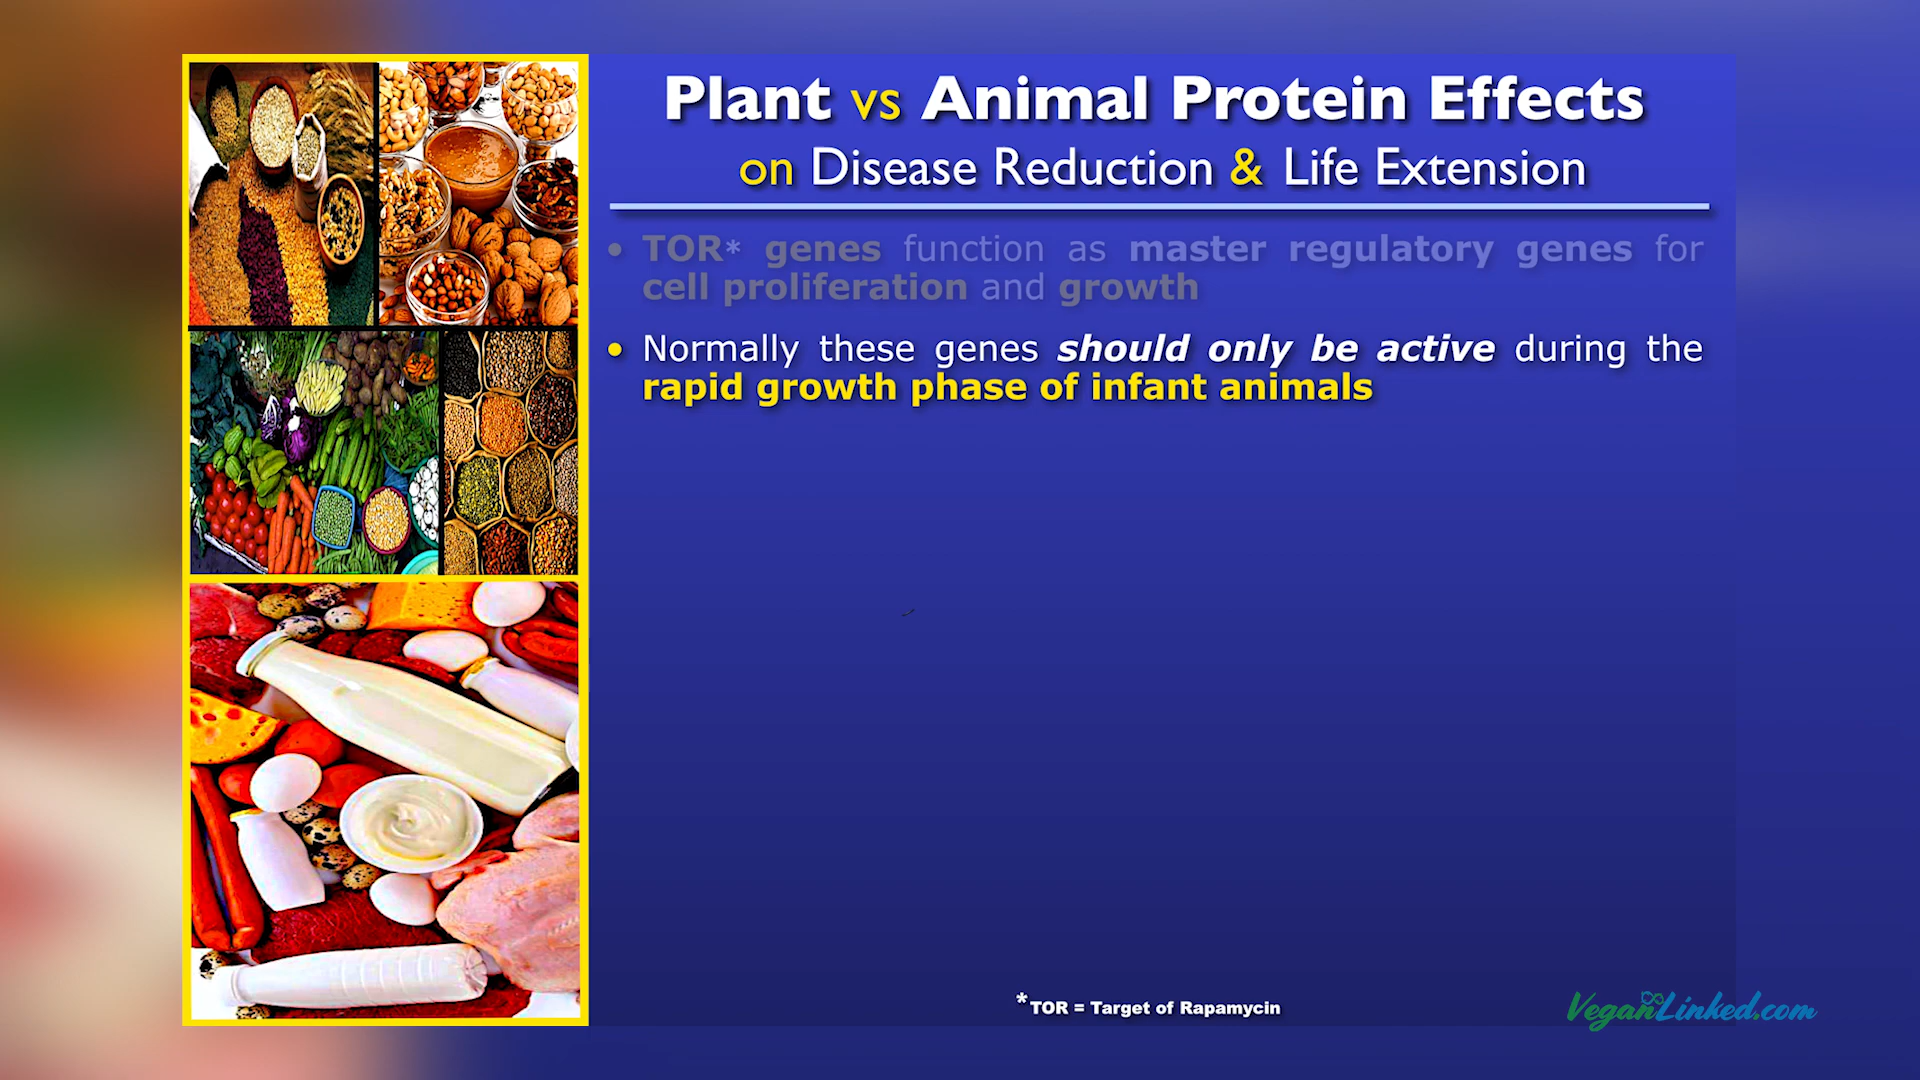 Plant vs Animal Protein Effects
on Disease Reduction & Life Extension
• TOR* genes function as master regulatory genes for
cell proliferation and growth
• Normally these genes should only be active during the
rapid growth phase of infant animals
*TOR = Target of Rapamycin
VeganLinked.com